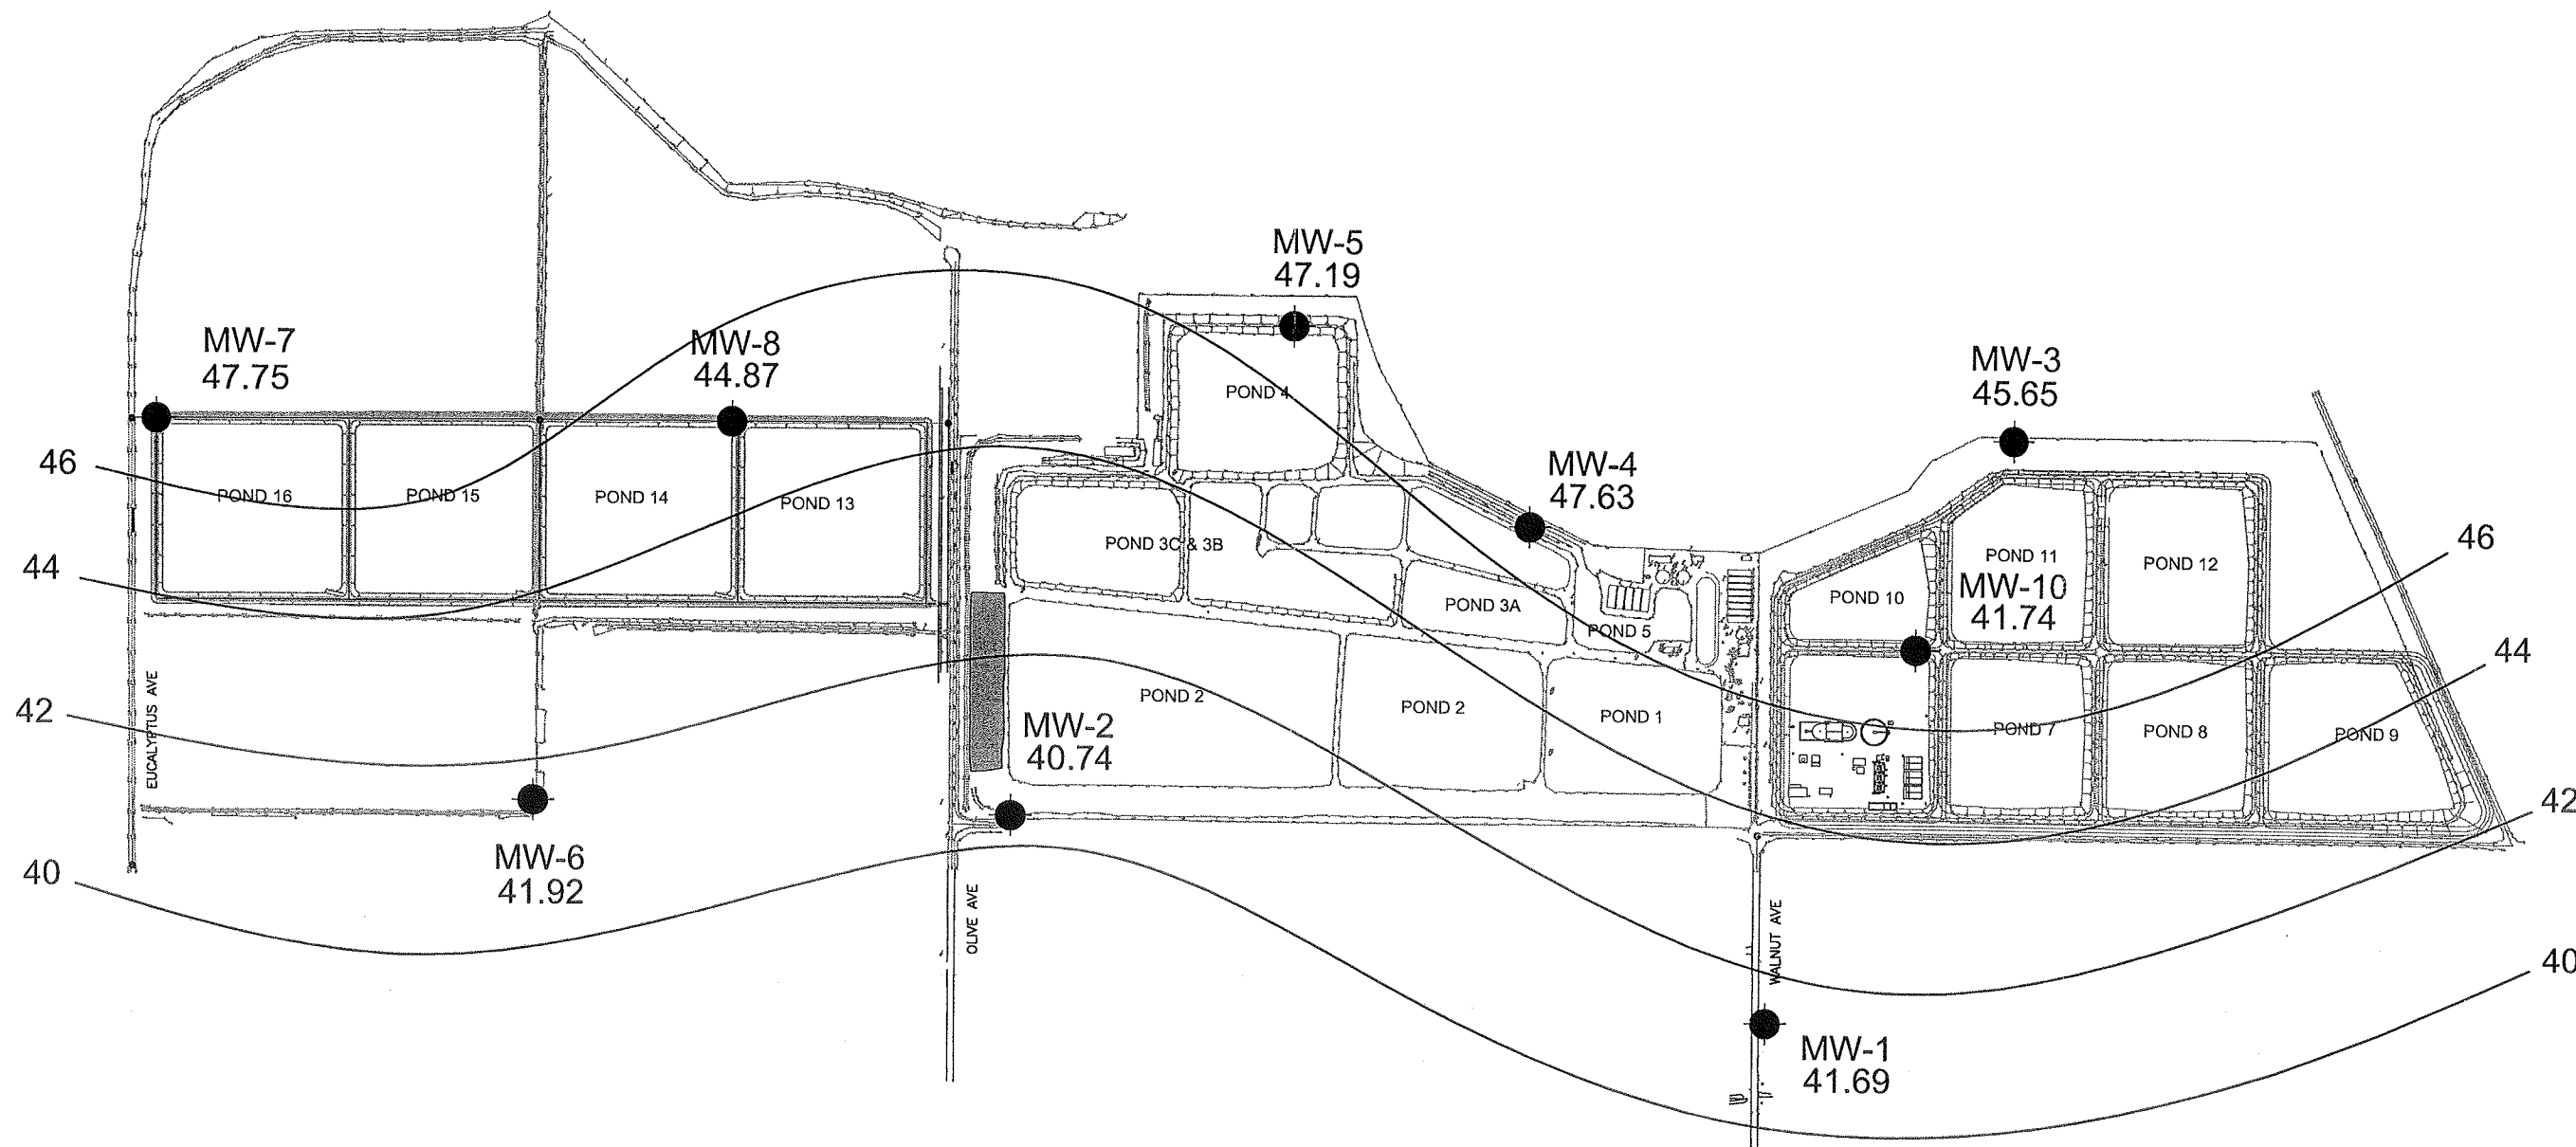 MW-5
47.19
MW-7
47.75
MW-8
44.87
MW-3
45.65
POND 4
MW-4
47.63
46
POND 16
POND 15
POND 14
POND 13
POND 3C & 3B
46
44
POND 11
POND 12
MW-10
41.74
POND 10
POND 3A
POND 5
44
42
EUCALYPTUS AVE
POND 2
POND 2
POND 1
MW-2
40.74
POND 7
POND 8
POND 9
42
40
MW-6
41.92
OLIVE AVE
WALNUT AVE
40
MW-1
41.69